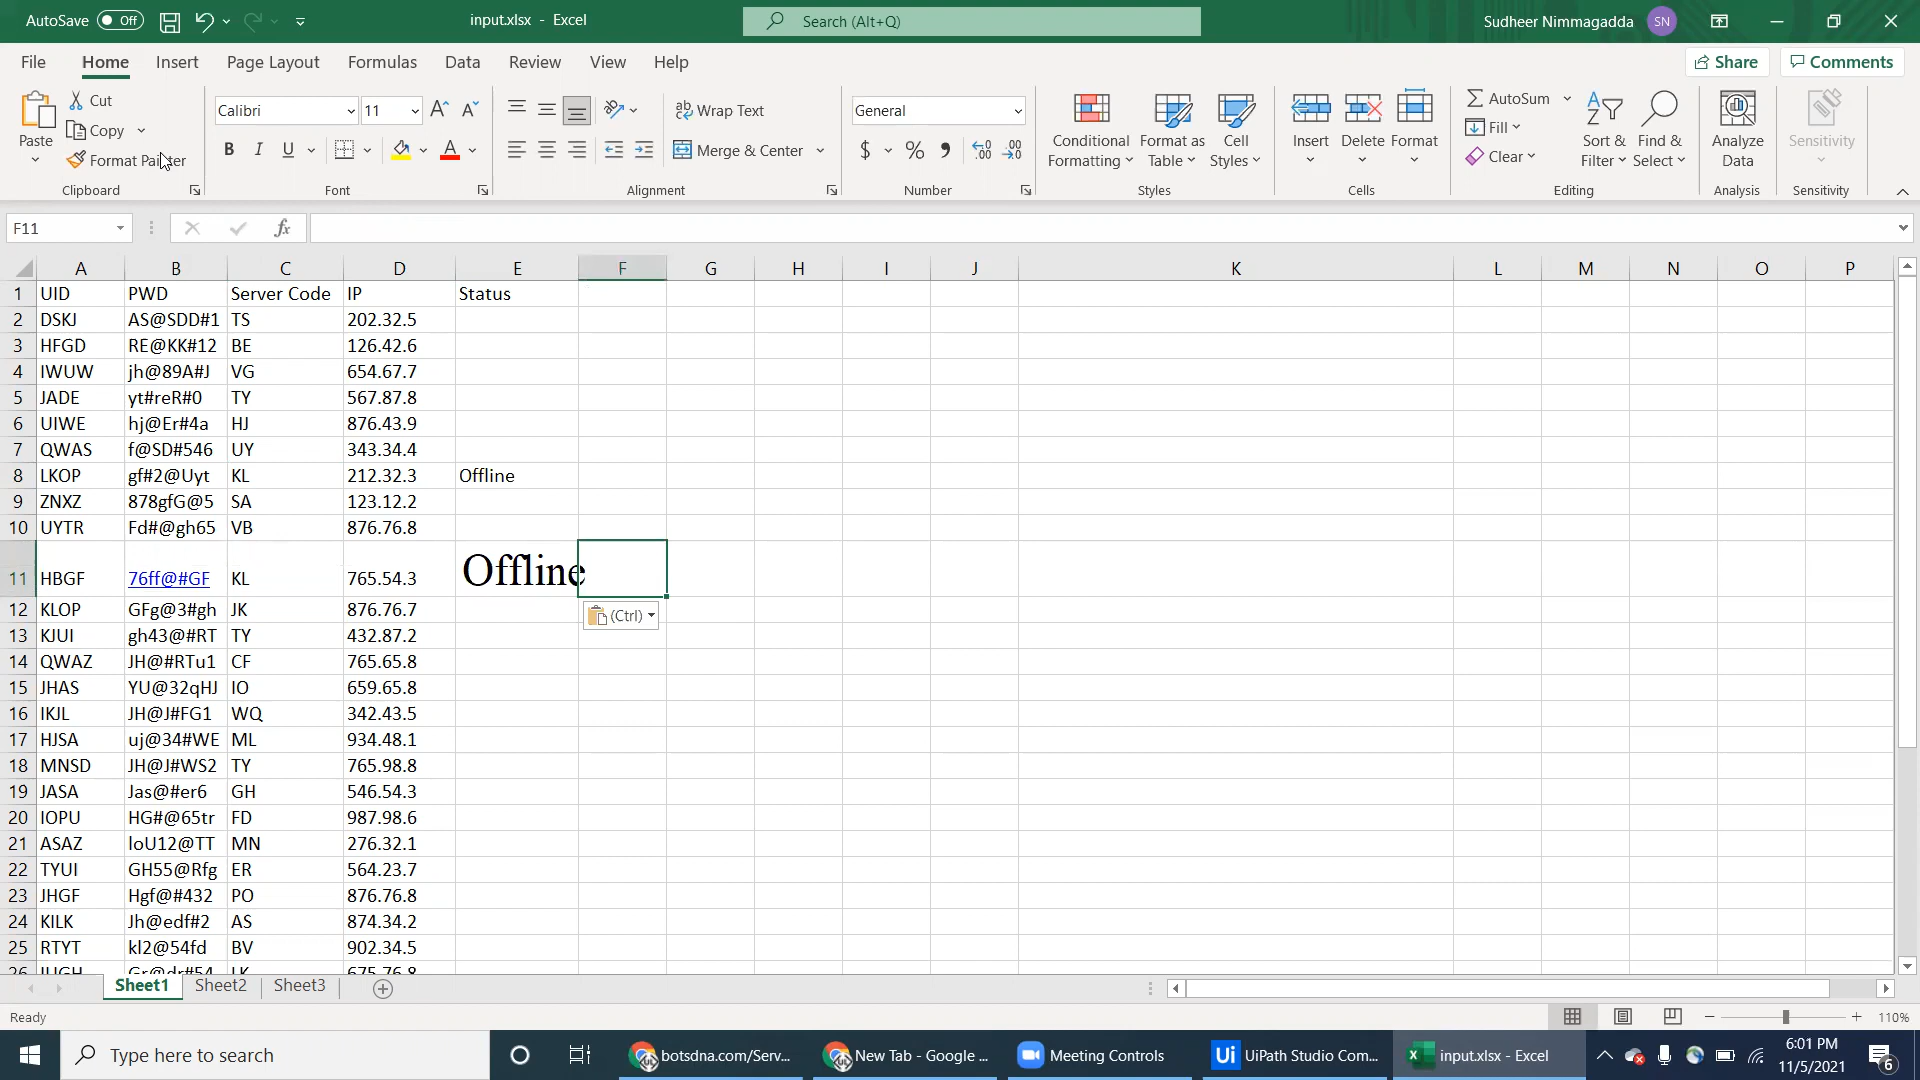 AutoSave Off input.xlsx - Excel Search (Alt+Q) Sudheer Nimmagadda SN
File Home Insert Page Layout Formulas Data Review View Help Share Comments
Paste Cut Copy Format Painter
Calibri 11 A^ A
B I U A
Wrap Text
Merge & Center
General
$ % 9
Conditional Formatting Format as Table Cell Styles
Insert Delete Format
AutoSum
Fill
Clear
Sort & Filter Find & Select
Analyze Data
Sensitivity
Clipboard Font Alignment Number Styles Cells Editing Analysis Sensitivity
F11 fx
A B C D E F G H I J K L M N O P
1 UID PWD Server Code IP Status
2 DSKJ AS@SDD#1 TS 202.32.5
3 HFGD RE@KK#12 BE 126.42.6
4 IWUW jh@89A#J VG 654.67.7
5 JADE yt#reR#0 TY 567.87.8
6 UIWE hj@Er#4a HJ 876.43.9
7 QWAS f@SD#546 UY 343.34.4
8 LKOP gf#2@Uyt KL 212.32.3 Offline
9 ZNXZ 878gfG@5 SA 123.12.2
10 UYTR Fd#@gh65 VB 876.76.8
11 HBGF 76ff@#GF KL 765.54.3 Offline
12 KLOP GFg@3#gh JK 876.76.7 (Ctrl)
13 KJUI gh43@#RT TY 432.87.2
14 QWAZ JH@#RTu1 CF 765.65.8
15 JHAS YU@32qHJ IO 659.65.8
16 IKJL JH@J#FG1 WQ 342.43.5
17 HJSA uj@34#WE ML 934.48.1
18 MNSD JH@J#WS2 TY 765.98.8
19 JASA Jas@#er6 GH 546.54.3
20 IOPU HG#@65tr FD 987.98.6
21 ASAZ loU12@TT MN 276.32.1
22 TYUI GH55@Rfg ER 564.23.7
23 JHGF Hgf@#432 PO 876.76.8
24 KILK Jh@edf#2 AS 874.34.2
25 RTYT kl2@54fd BV 902.34.5
26 675.76.8
Sheet1 Sheet2 Sheet3
Ready 110%
Type here to search botsdna.com/Serv... New Tab - Google ... Meeting Controls Ui UiPath Studio Com... input.xlsx - Excel 6:01 PM
11/5/2021 6